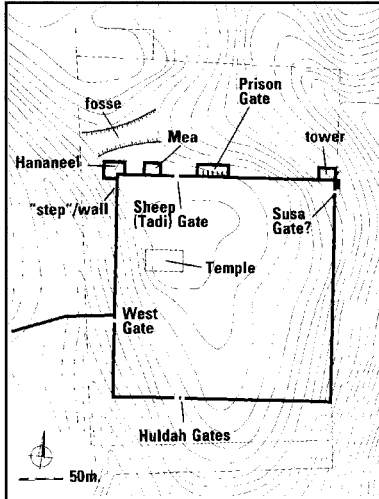 fosse
Prison
Gate
Mea
tower
Hananeel
"step"/wall
Sheep
(Tadi) Gate
Susa
Gate?
Temple
West
Gate
Huldah Gates
50m.